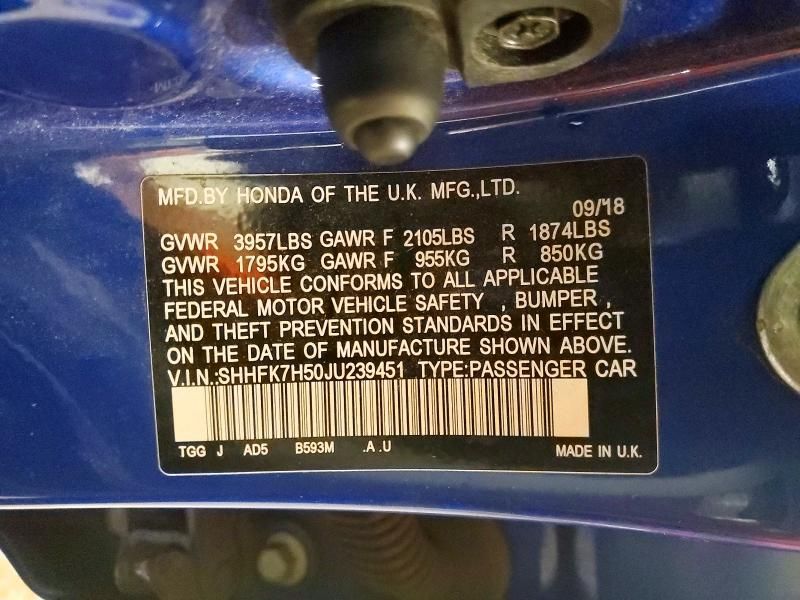 MFD.BY HONDA OF THE U.K. MFG.,LTD.
09/18
GVWR 3957LBS GAWR F 2105LBS R 1874LBS
GVWR 1795KG GAWR F 955KG R 850KG
THIS VEHICLE CONFORMS TO ALL APPLICABLE
FEDERAL MOTOR VEHICLE SAFETY , BUMPER ,
AND THEFT PREVENTION STANDARDS IN EFFECT
ON THE DATE OF MANUFACTURE SHOWN ABOVE.
V.I.N.:SHHFK7H50JU239451 TYPE:PASSENGER CAR
TGG J AD5 B593M .A .U MADE IN U.K.